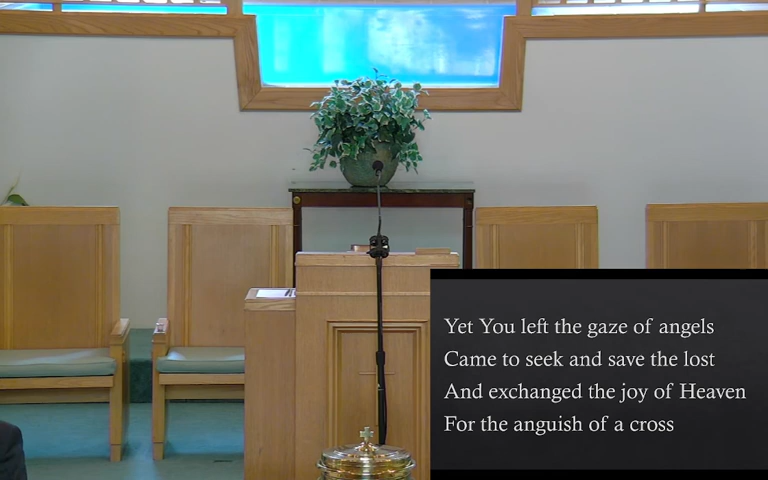 Yet You left the gaze of angels
Came to seek and save the lost
And exchanged the joy of Heaven
For the anguish of a cross